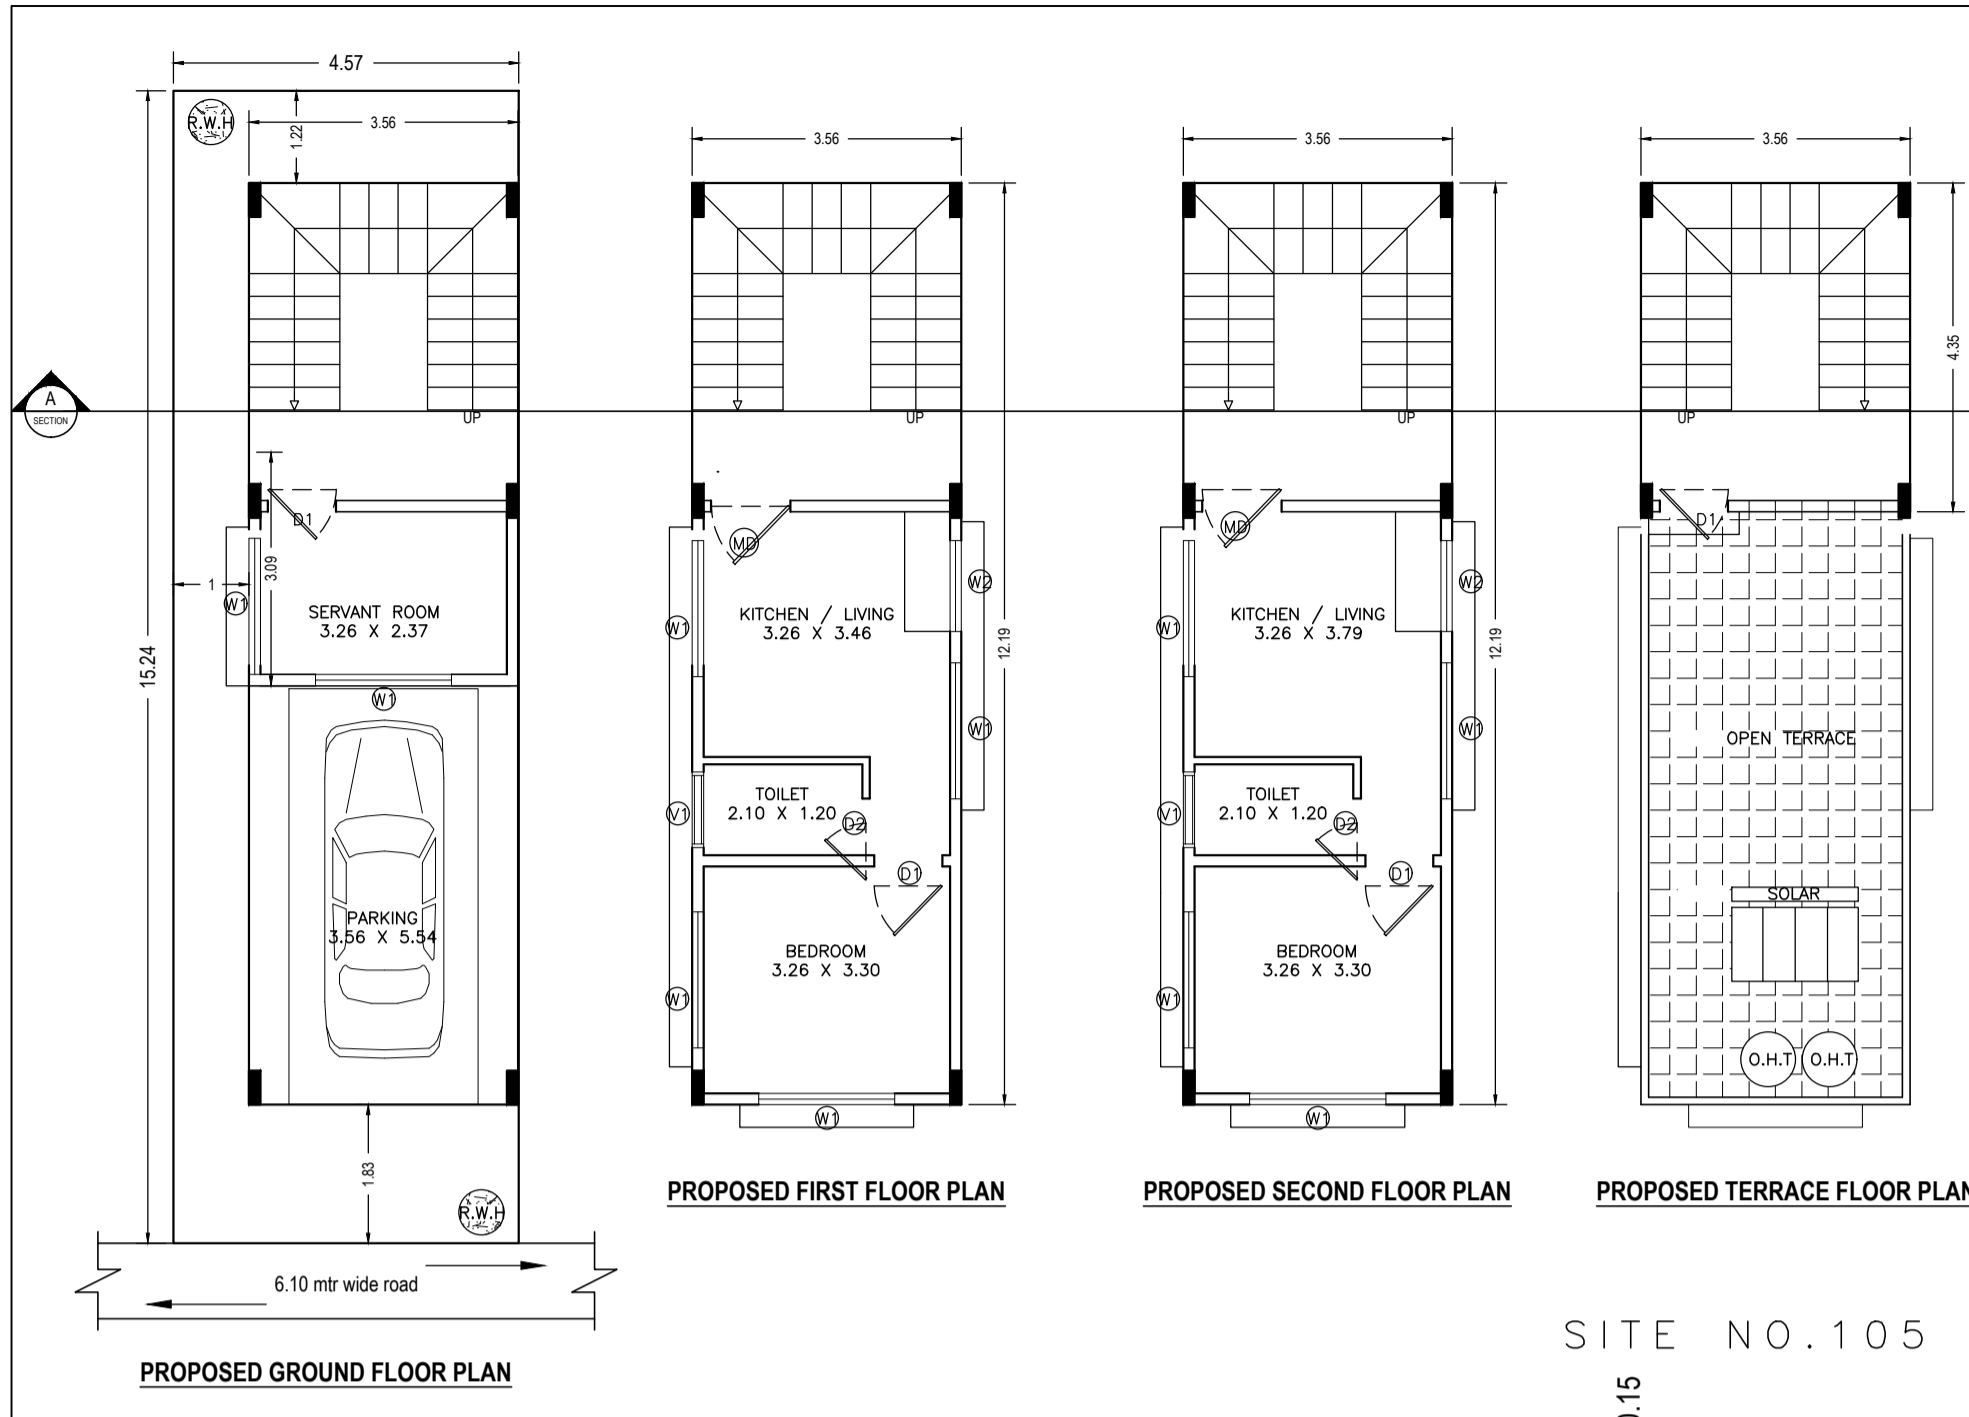 4.57
R.W.H
3.56
1.22
15.24
A
SECTION
UP
D1
3.09
1
W1
SERVANT ROOM
3.26 X 2.37
W1
PARKING
3.56 X 5.54
1.83
R.W.H
6.10 mtr wide road
PROPOSED GROUND FLOOR PLAN
3.56
UP
MD
W2
KITCHEN / LIVING
3.26 X 3.46
W1
12.19
W1
TOILET
2.10 X 1.20
V1
D2
D1
BEDROOM
3.26 X 3.30
W1
W1
PROPOSED FIRST FLOOR PLAN
3.56
UP
MD
W2
KITCHEN / LIVING
3.26 X 3.79
W1
12.19
W1
TOILET
2.10 X 1.20
V1
D2
D1
BEDROOM
3.26 X 3.30
W1
W1
PROPOSED SECOND FLOOR PLAN
3.56
4.35
UP
D1
OPEN TERRACE
SOLAR
O.H.T
O.H.T
PROPOSED TERRACE FLOOR PLAN
SITE NO.105